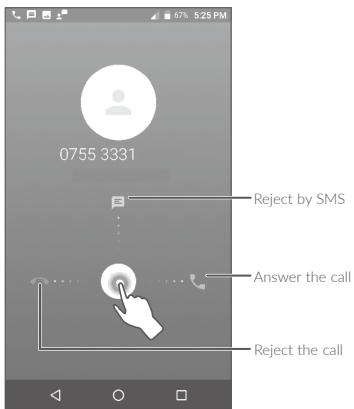 67% 5:25 PM
0755 3331
Reject by SMS
Answer the call
Reject the call